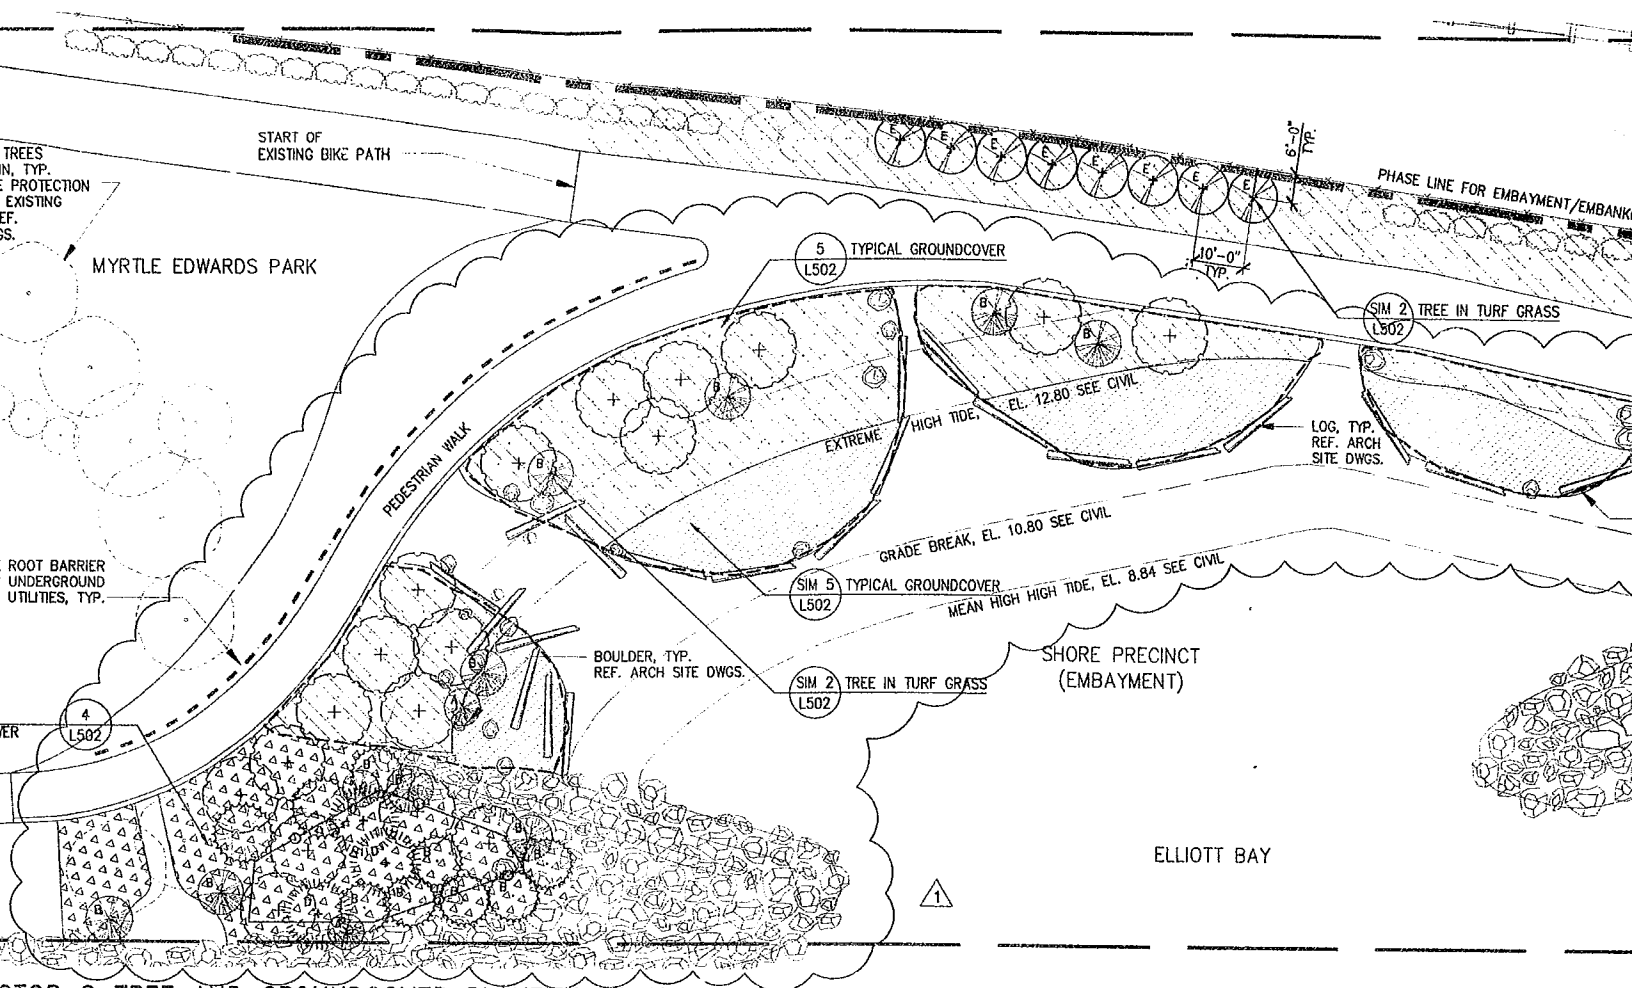 START OF
EXISTING BIKE PATH
TREES
IN, TYP.
PROTECTION
EXISTING
MYRTLE EDWARDS PARK
E E E E E E E E
6'-0"
TYP.
10'-0"
TYP.
PHASE LINE FOR EMBAYMENT/EMBANK
5
L502
TYPICAL GROUNDCOVER
SIM 2
L502
TREE IN TURF GRASS
B
B
B
B
EXTREME HIGH TIDE, EL. 12.80 SEE CIVIL
LOG, TYP.
REF. ARCH
SITE DWGS.
PEDESTRIAN WALK
GRADE BREAK, EL. 10.80 SEE CIVIL
MEAN HIGH HIGH TIDE, EL. 8.84 SEE CIVIL
ROOT BARRIER
UNDERGROUND
UTILITIES, TYP.
SIM 5
L502
TYPICAL GROUNDCOVER
BOULDER, TYP.
REF. ARCH SITE DWGS.
SIM 2
L502
TREE IN TURF GRASS
SHORE PRECINCT
(EMBAYMENT)
4
L502
ELLIOTT BAY
1
B
B